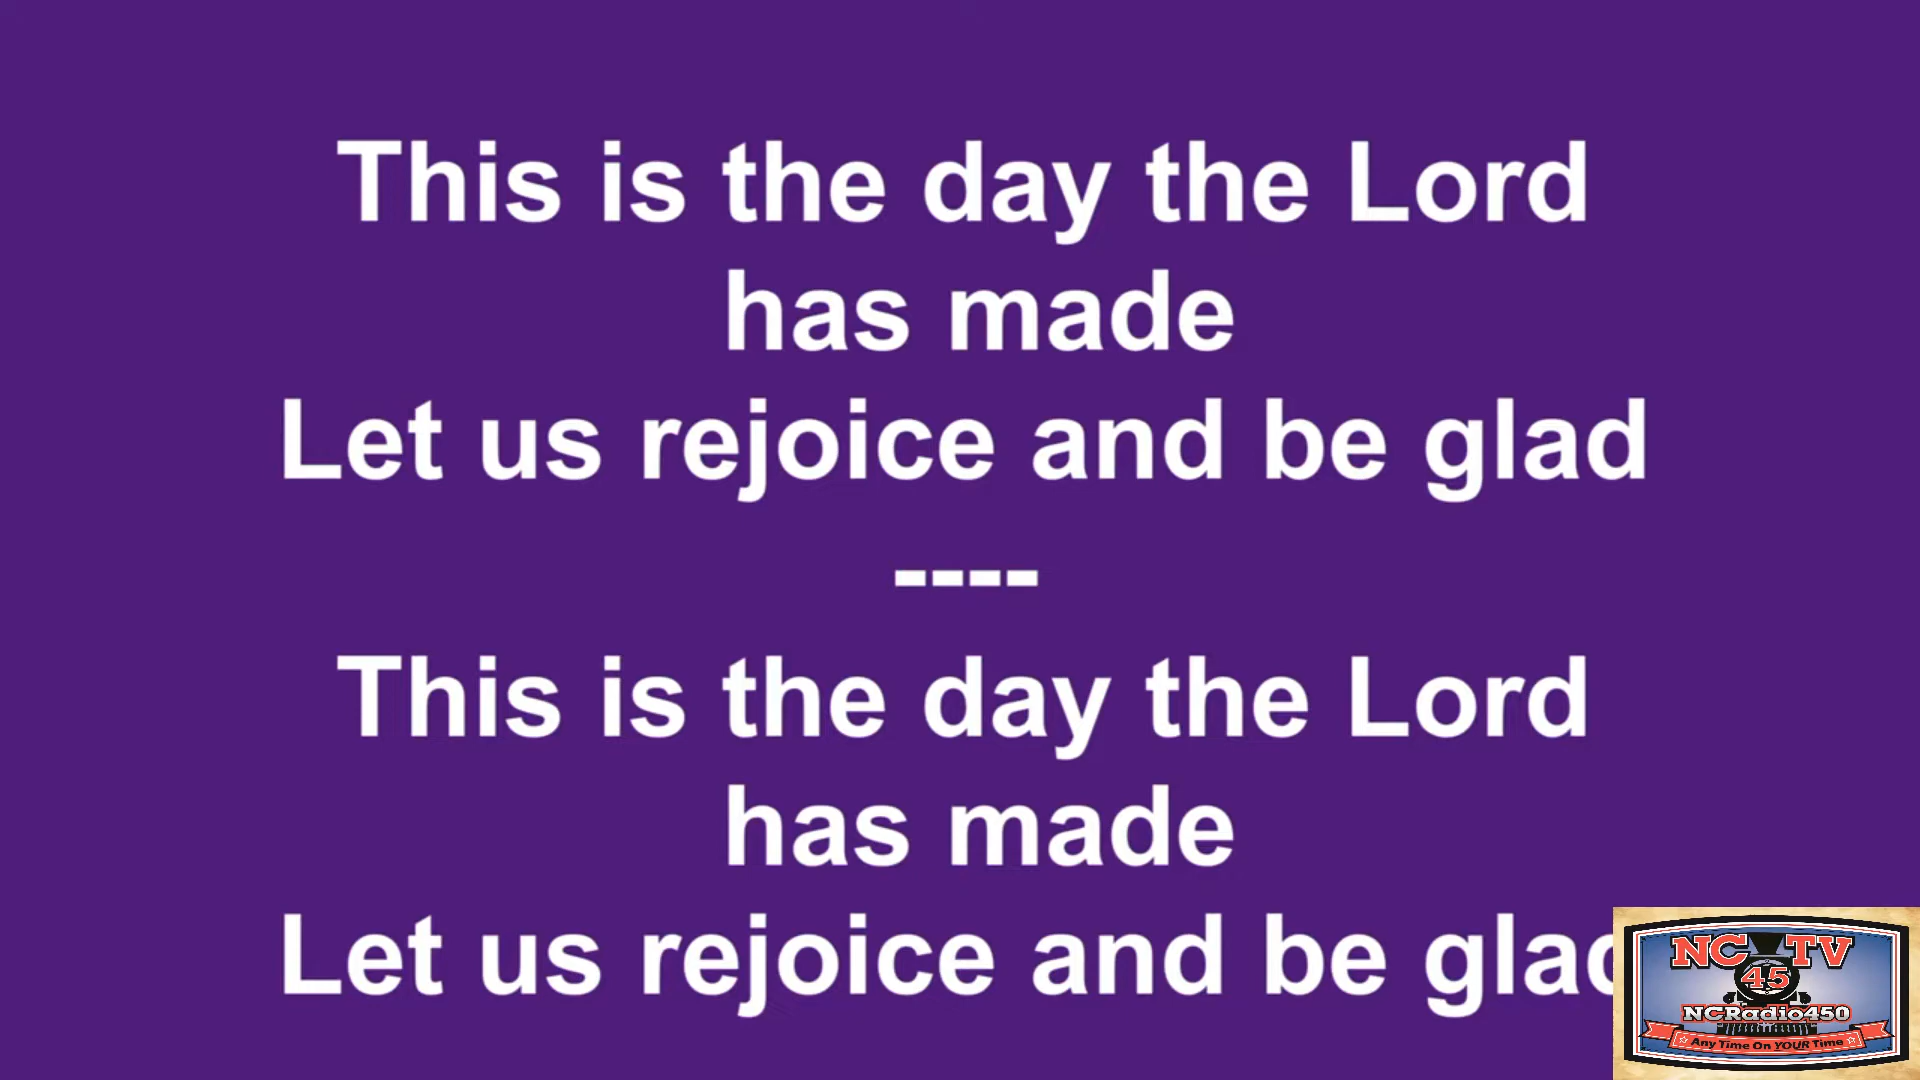 This is the day the Lord
has made
Let us rejoice and be glad
----
This is the day the Lord
has made
Let us rejoice and be glad
NC TV
45
NCRadio450
Any Time On YOUR Time